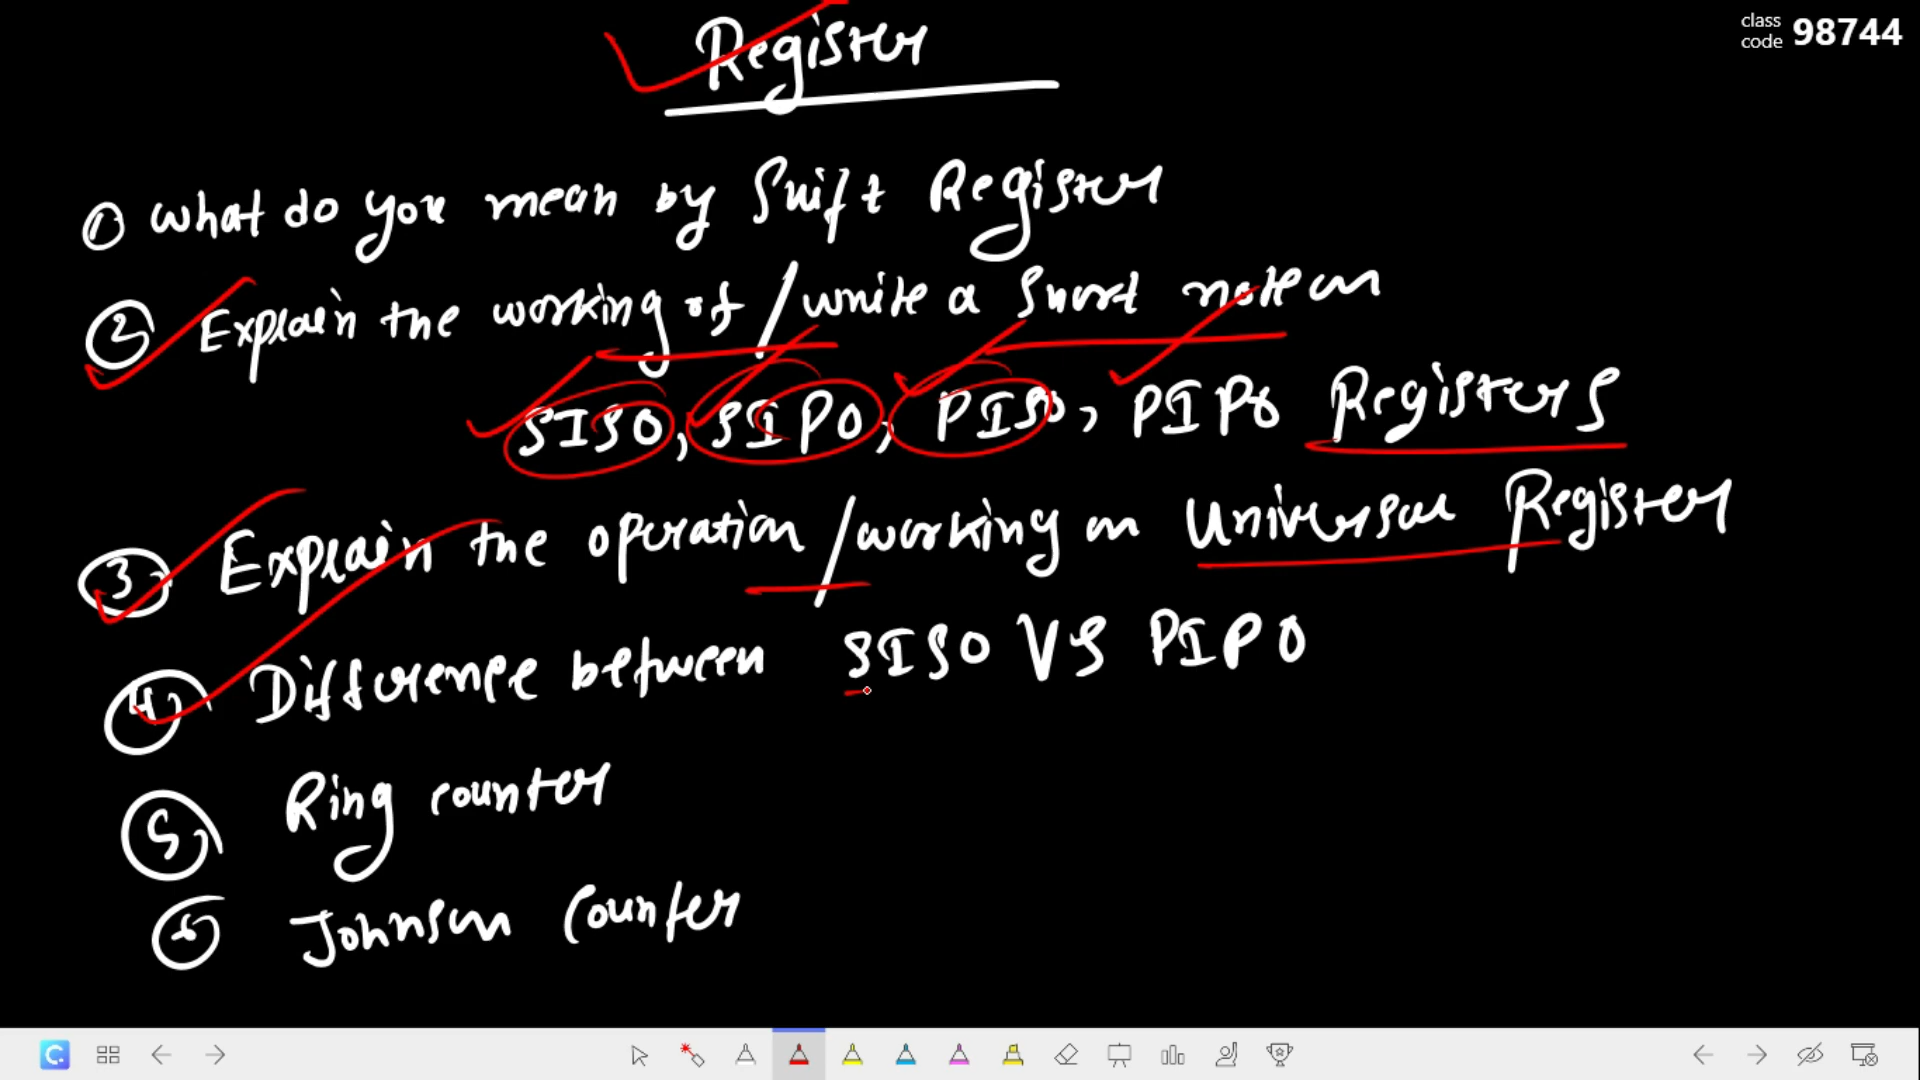 class code 98744
Register
① What do you mean by Shift Register
② Explain the working of / write a Short note on
SISO, SIPO, PISO, PIPO Registers
③ Explain the operation / working on Universal Register
④ Difference between SISO VS PIPO
⑤ Ring counter
⑥ Johnson Counter